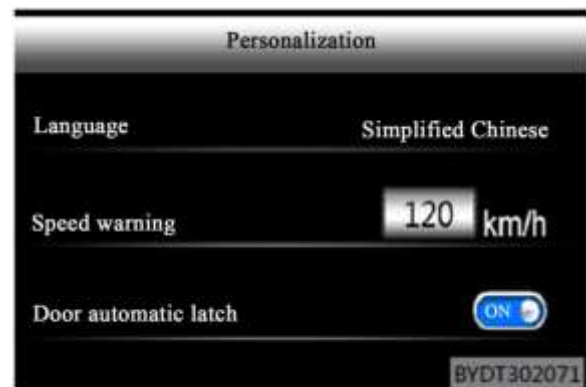 Personalization
Language Simplified Chinese
Speed warning 120 km/h
Door automatic latch ON
BYDT302071